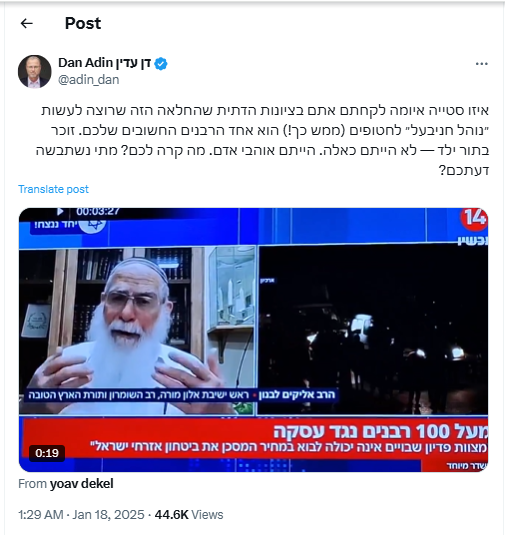 Post
Dan Adin דן עדין
@adin_dan
איזו סטייה איומה לקחתם אתם בציונות הדתית שהחלאה הזה שרוצה לעשות
״נוהל חניבעל״ לחטופים (ממש כך!) הוא אחד הרבנים החשובים שלכם. זוכר
בתור ילד — לא הייתם כאלה. הייתם אוהבי אדם. מה קרה לכם? מתי נשתבשה
דעתכם?
Translate post
00:03:27
יחד ננצח!
14
עכשיו
ארכיון
הרב אליקים לבנון • ראש ישיבת אלון מורה, רב השומרון ותורת הארץ הטובה
מעל 100 רבנים נגד עסקה
מצוות פדיון שבויים אינה יכולה לבוא במחיר המסכן את ביטחון אזרחי ישראל"
שדר מיוחד
0:19
From yoav dekel
1:29 AM · Jan 18, 2025 · 44.6K Views